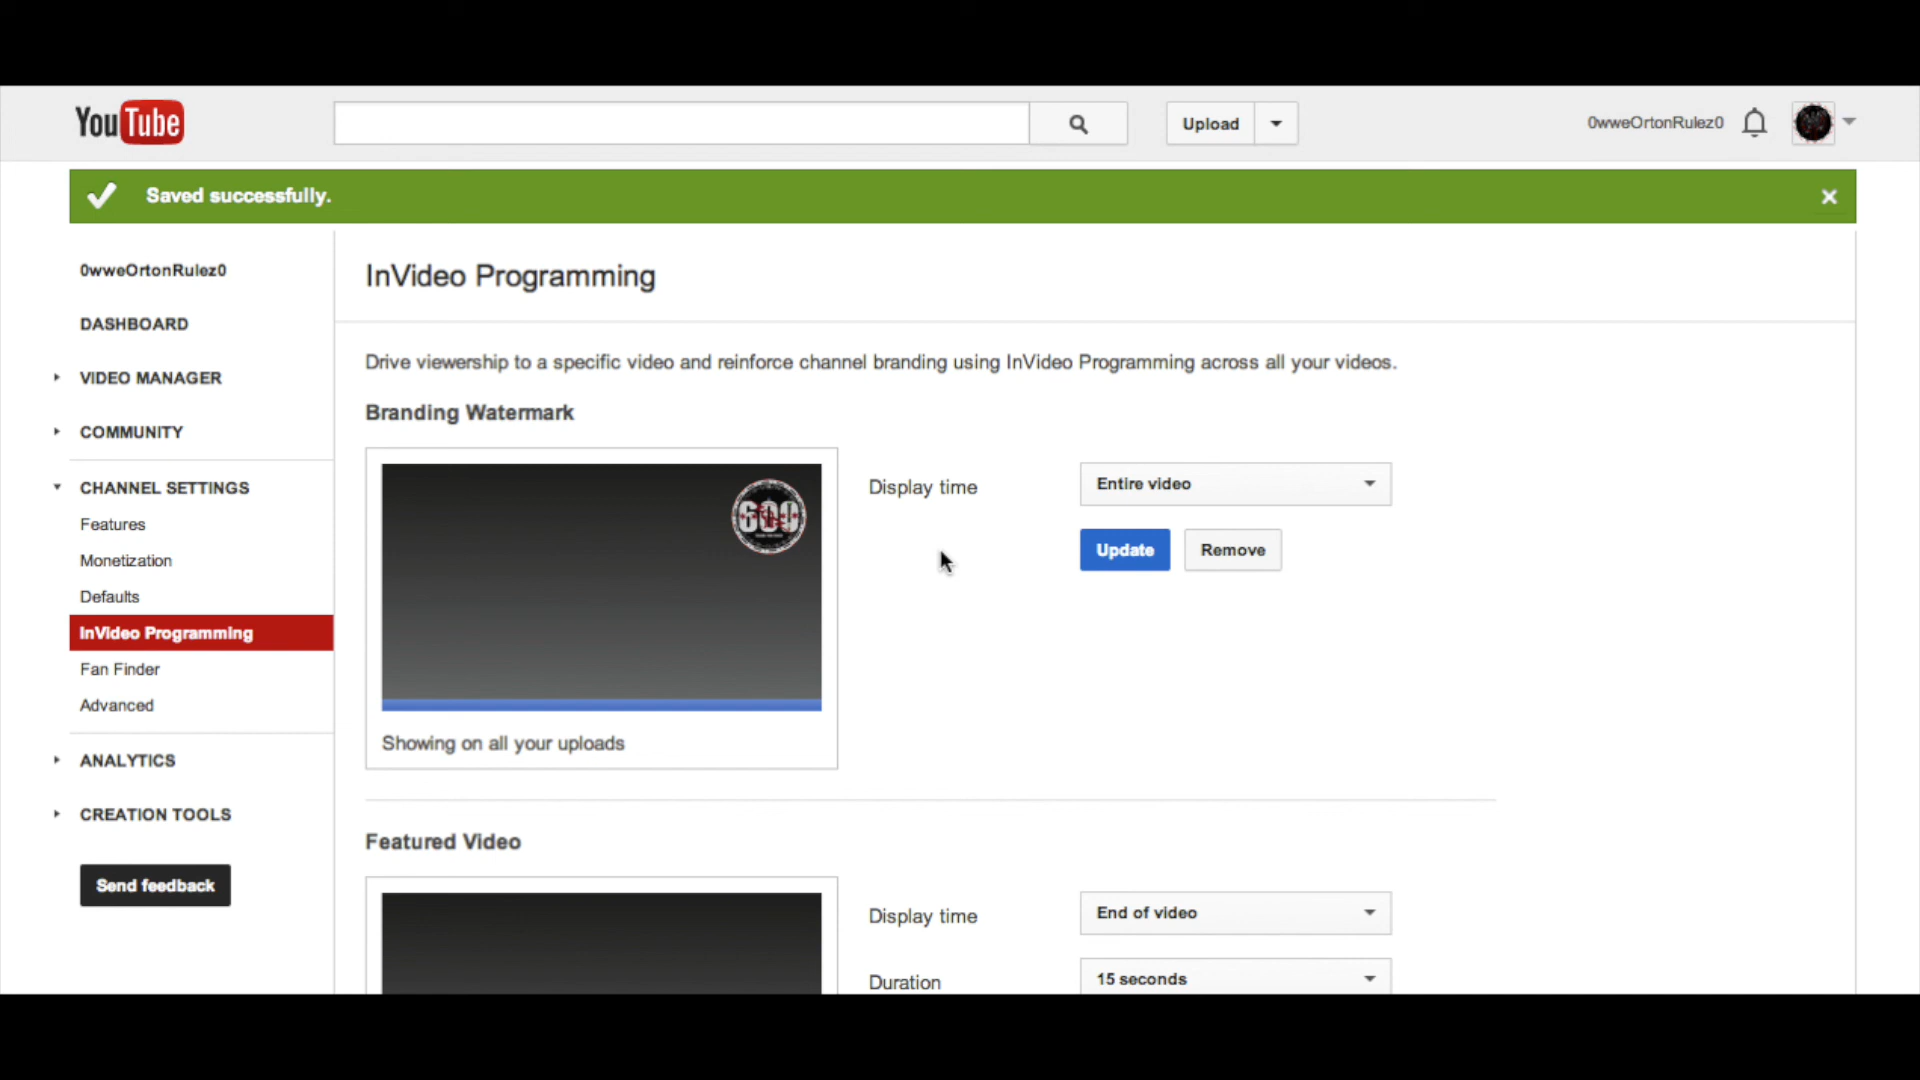 YouTube
Upload
0wweOrtonRulez0
Saved successfully.
0wweOrtonRulez0
DASHBOARD
VIDEO MANAGER
COMMUNITY
CHANNEL SETTINGS
Features
Monetization
Defaults
InVideo Programming
Fan Finder
Advanced
ANALYTICS
CREATION TOOLS
Send feedback
InVideo Programming
Drive viewership to a specific video and reinforce channel branding using InVideo Programming across all your videos.
Branding Watermark
Display time
Entire video
Update
Remove
Showing on all your uploads
Featured Video
Display time
End of video
Duration
15 seconds